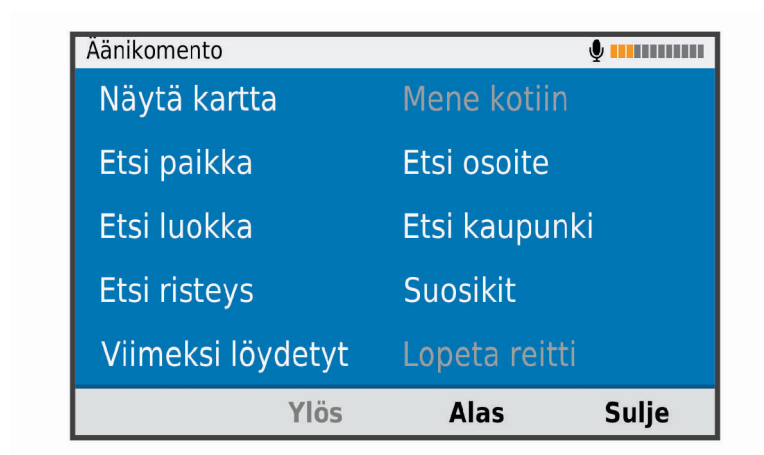 Äänikomento
Näytä kartta Mene kotiin
Etsi paikka Etsi osoite
Etsi luokka Etsi kaupunki
Etsi risteys Suosikit
Viimeksi löydetyt Lopeta reitti
Ylös Alas Sulje